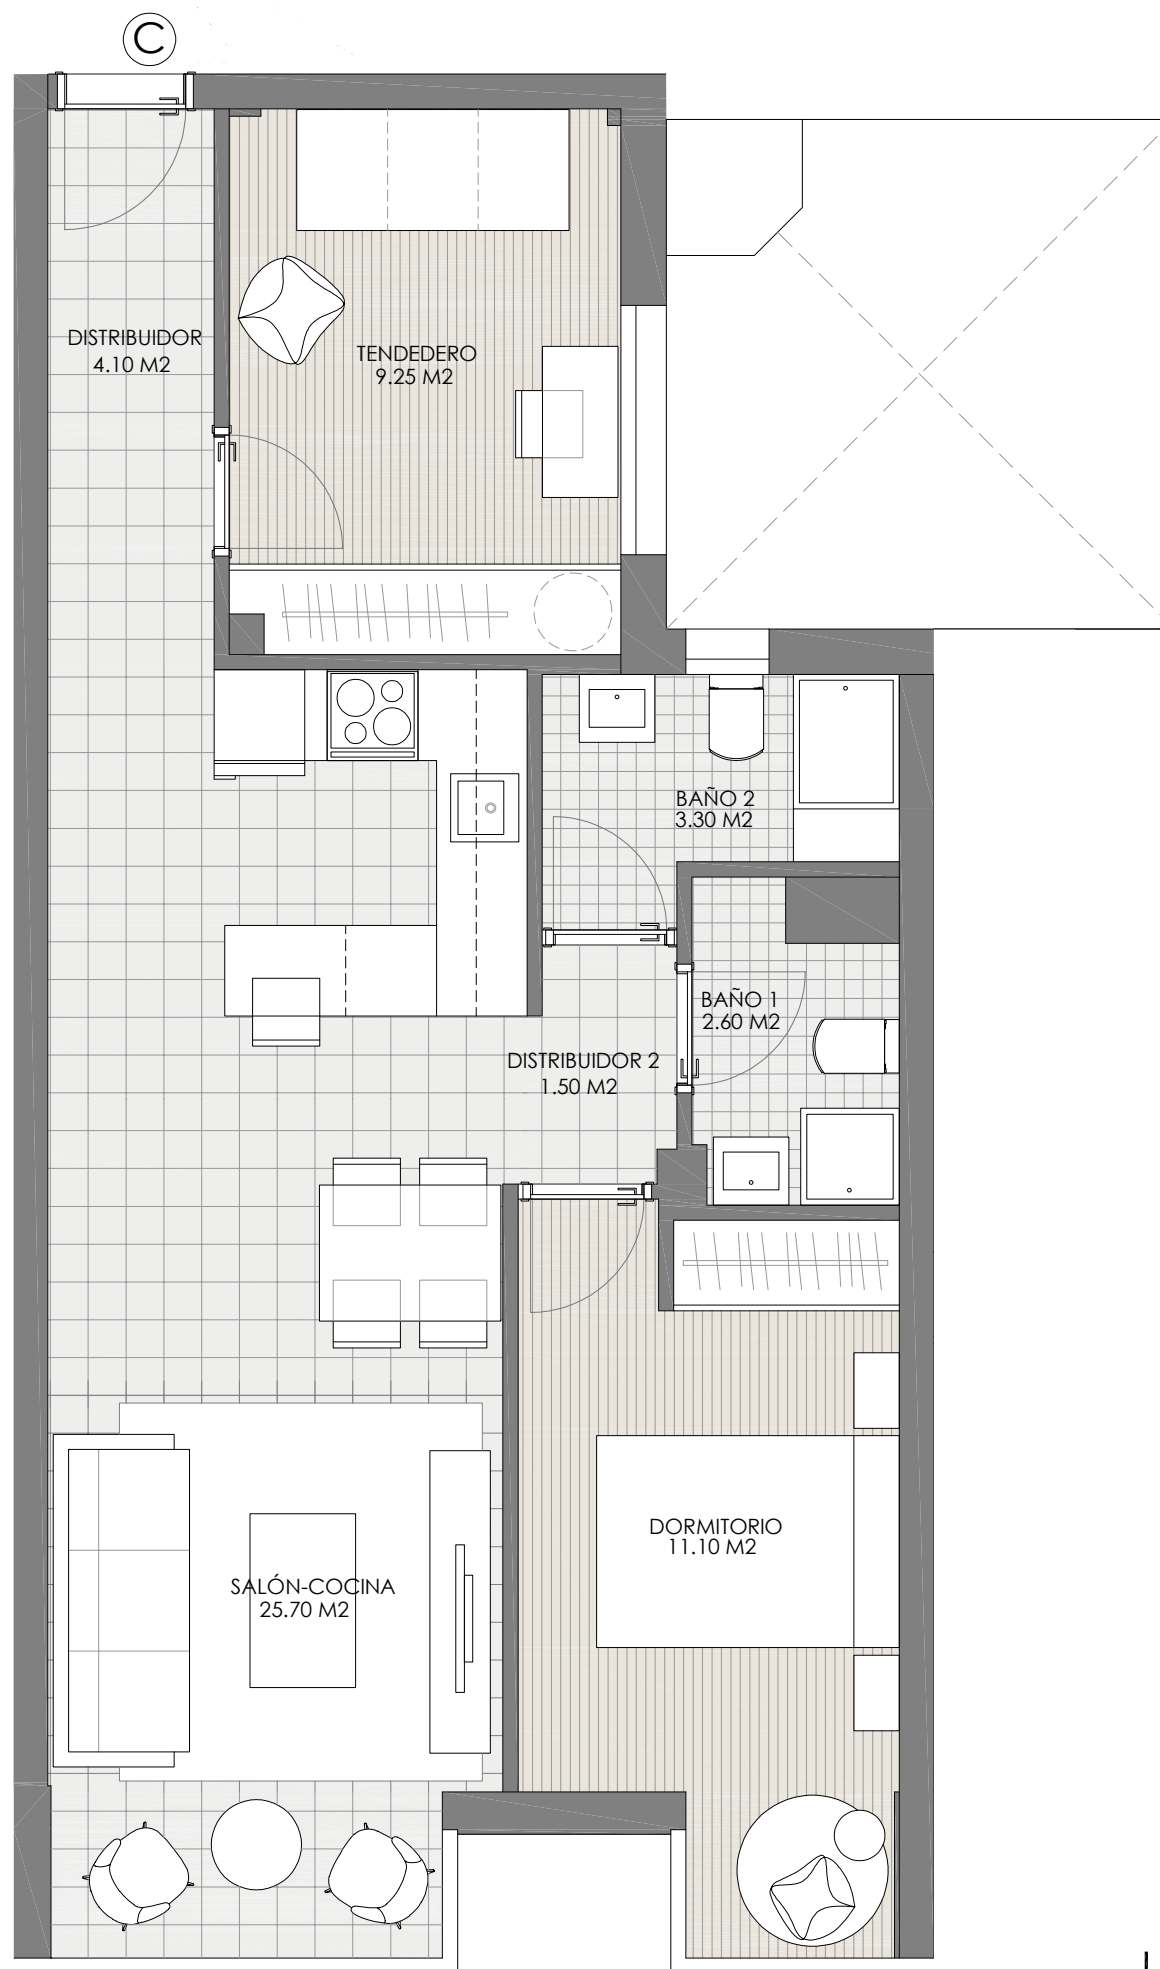 C
DISTRIBUIDOR
4.10 M2
TENDEDERO
9.25 M2
BAÑO 2
3.30 M2
BAÑO 1
2.60 M2
DISTRIBUIDOR 2
1.50 M2
DORMITORIO
11.10 M2
SALÓN-COCINA
25.70 M2